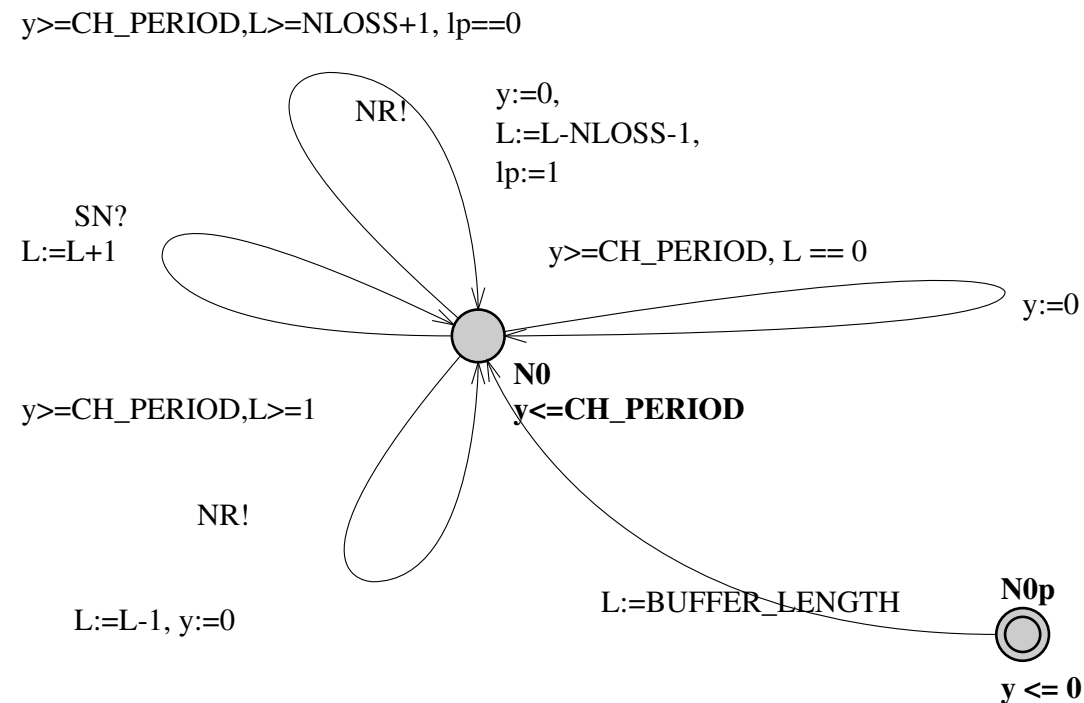 y>=CH_PERIOD,L>=NLOSS+1, lp==0
NR!
y:=0,
L:=L-NLOSS-1,
lp:=1
SN?
L:=L+1
y>=CH_PERIOD, L == 0
y:=0
N0
y<=CH_PERIOD
y>=CH_PERIOD,L>=1
NR!
L:=L-1, y:=0
L:=BUFFER_LENGTH
N0p
y <= 0